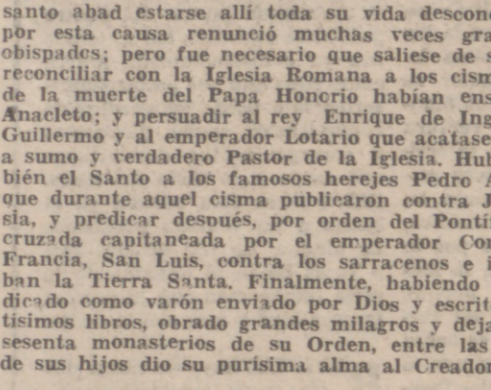 santo abad estarse allí toda su vida descon
por esta causa renunció muchas veces gra
obispados; pero fue necesario que saliese de s
reconciliar con la Iglesia Romana a los cism
de la muerte del Papa Honorio habían ens
Anacleto; y persuadir al rey Enrique de Ing
Guillermo y al emperador Lotario que acatase
a sumo y verdadero Pastor de la Iglesia. Hub
bién el Santo a los famosos herejes Pedro A
que durante aquel cisma publicaron contra J
sia, y predicar después, por orden del Pontí
cruzada capitaneada por el emperador Con
Francia, San Luis, contra los sarracenos e i
ban la Tierra Santa. Finalmente, habiendo
dicado como varón enviado por Dios y escrit
tísimos libros, obrado grandes milagros y deja
sesenta monasterios de su Orden, entre las
de sus hijos dio su purísima alma al Creador